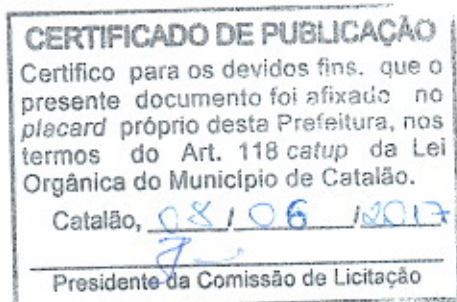 CERTIFICADO DE PUBLICAÇÃO
Certifico para os devidos fins. que o
presente documento foi afixado no
placard próprio desta Prefeitura, nos
termos do Art. 118 catup da Lei
Orgânica do Município de Catalão.
Catalão, 08 / 06 / 2017
Presidente da Comissão de Licitação